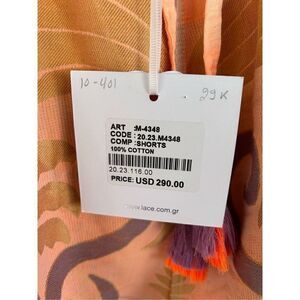 10-401
29K
ART :M-4348
CODE : 20.23.M4348
COMP :SHORTS
100% COTTON
20.23.116.00
PRICE: USD 290.00
www.lace.com.gr